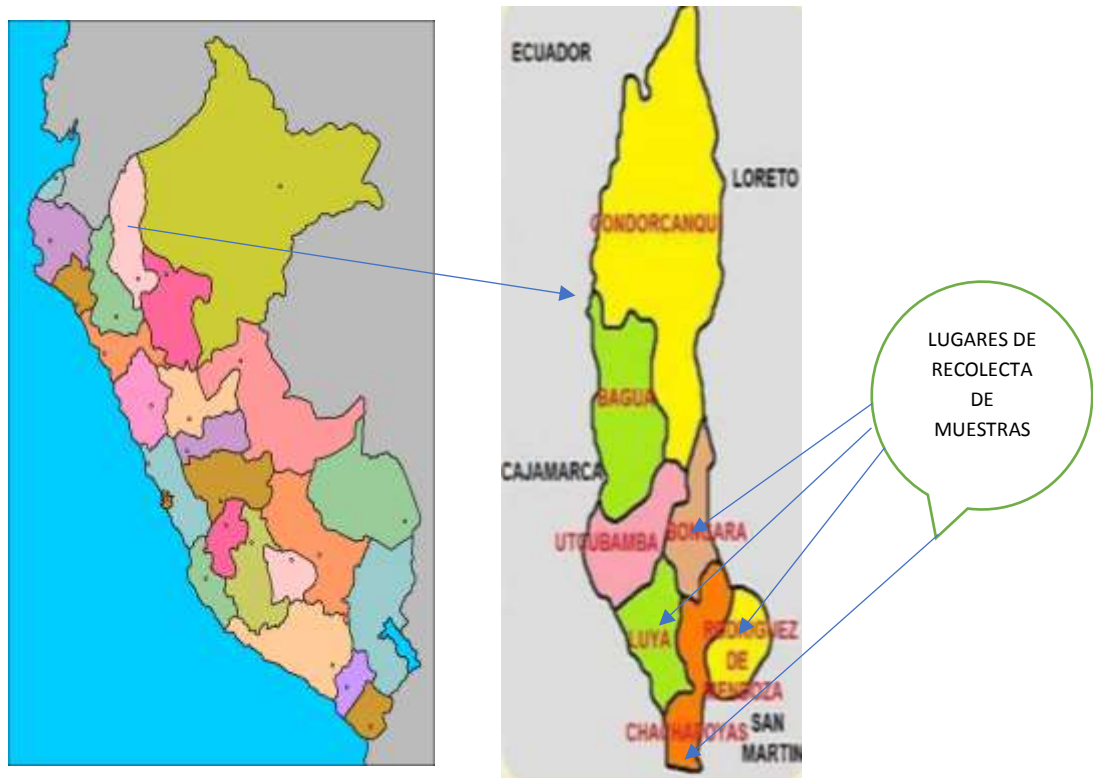 ECUADOR
LORETO
CONDORCANQUI
BAGUA
CAJAMARCA
UTCUBAMBA
BONGARA
LUYA
RODRIGUEZ
DE
MENDOZA
CHACHAPOYAS
SAN
MARTIN
LUGARES DE
RECOLECTA
DE
MUESTRAS